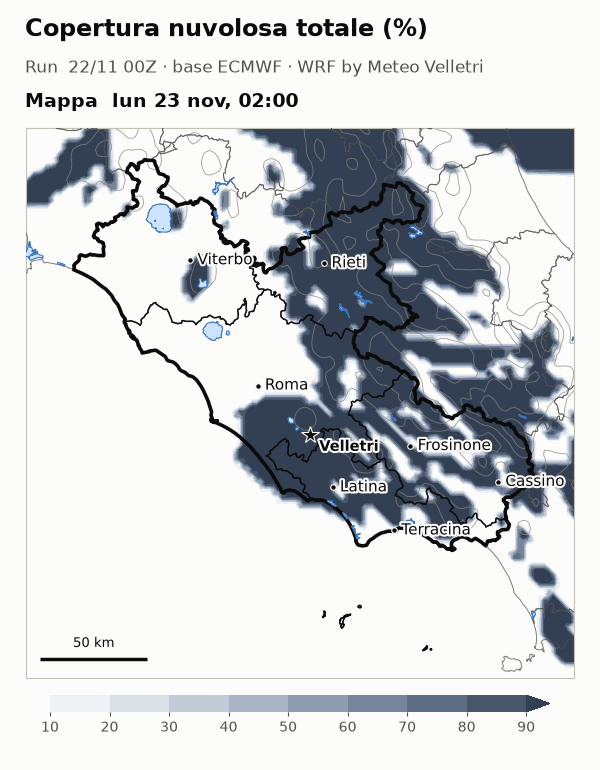 Copertura nuvolosa totale (%)
Run  22/11 00Z · base ECMWF · WRF by Meteo Velletri
Mappa  lun 23 nov, 02:00
Viterbo
Rieti
Roma
Velletri
Frosinone
Cassino
Latina
Terracina
50 km
10 20 30 40 50 60 70 80 90